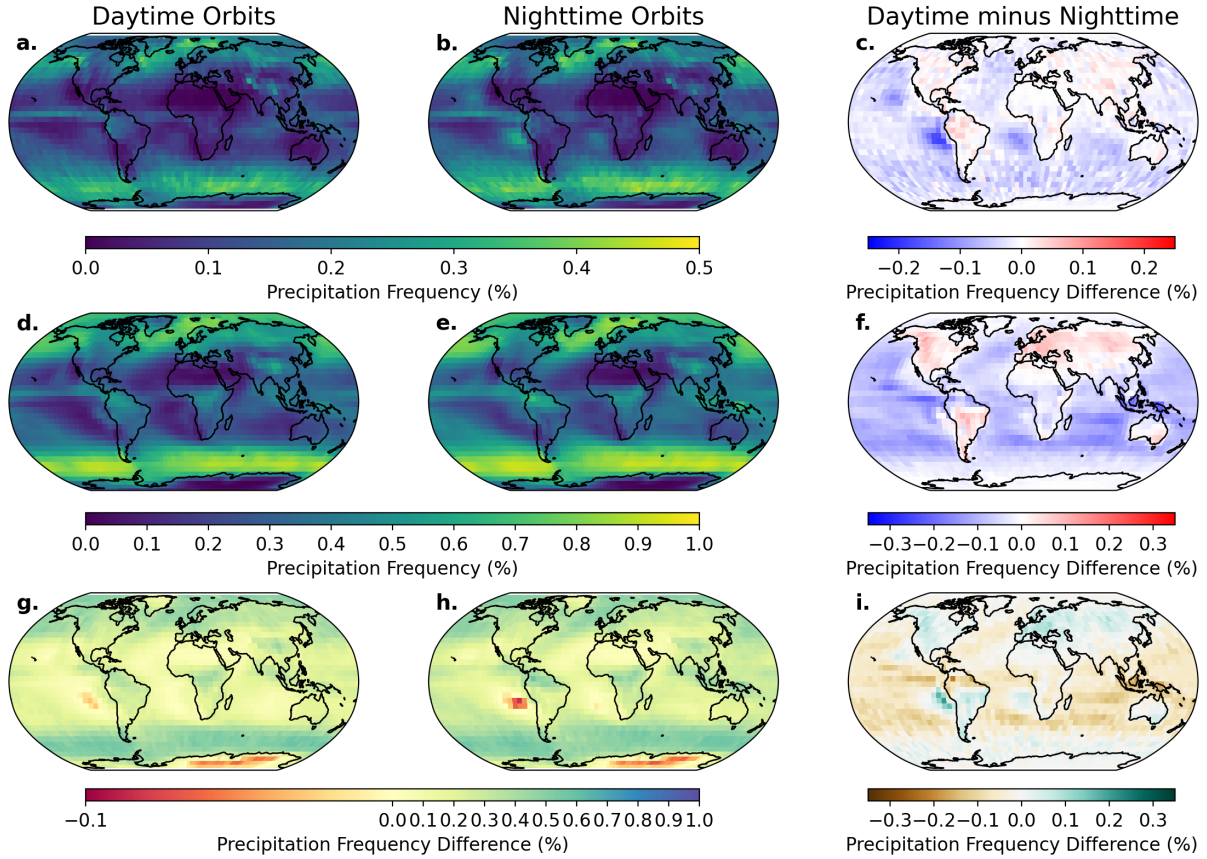 Daytime Orbits Nighttime Orbits Daytime minus Nighttime
a. b. c.
0.0 0.1 0.2 0.3 0.4 0.5 −0.2 −0.1 0.0 0.1 0.2
Precipitation Frequency (%) Precipitation Frequency Difference (%)
d. e. f.
0.0 0.1 0.2 0.3 0.4 0.5 0.6 0.7 0.8 0.9 1.0 −0.3 −0.2 −0.1 0.0 0.1 0.2 0.3
Precipitation Frequency (%) Precipitation Frequency Difference (%)
g. h. i.
−0.1 0.0 0.1 0.2 0.3 0.4 0.5 0.6 0.7 0.8 0.9 1.0 −0.3 −0.2 −0.1 0.0 0.1 0.2 0.3
Precipitation Frequency Difference (%) Precipitation Frequency Difference (%)